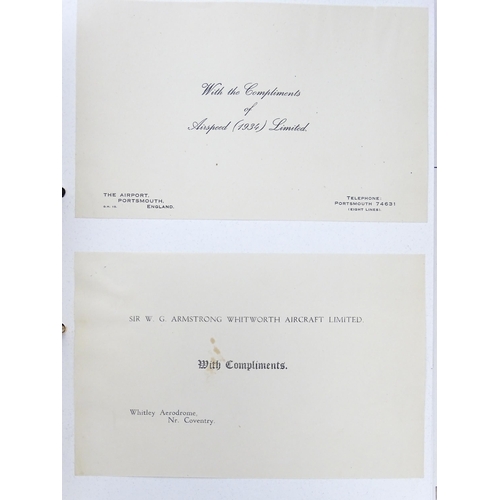 With the Compliments
of
Airspeed (1934) Limited.
THE AIRPORT,
PORTSMOUTH,
ENGLAND.
TELEPHONE:
PORTSMOUTH 74831
(EIGHT LINES).
SIR W. G. ARMSTRONG WHITWORTH AIRCRAFT LIMITED.
With Compliments.
Whitley Aerodrome,
Nr. Coventry.